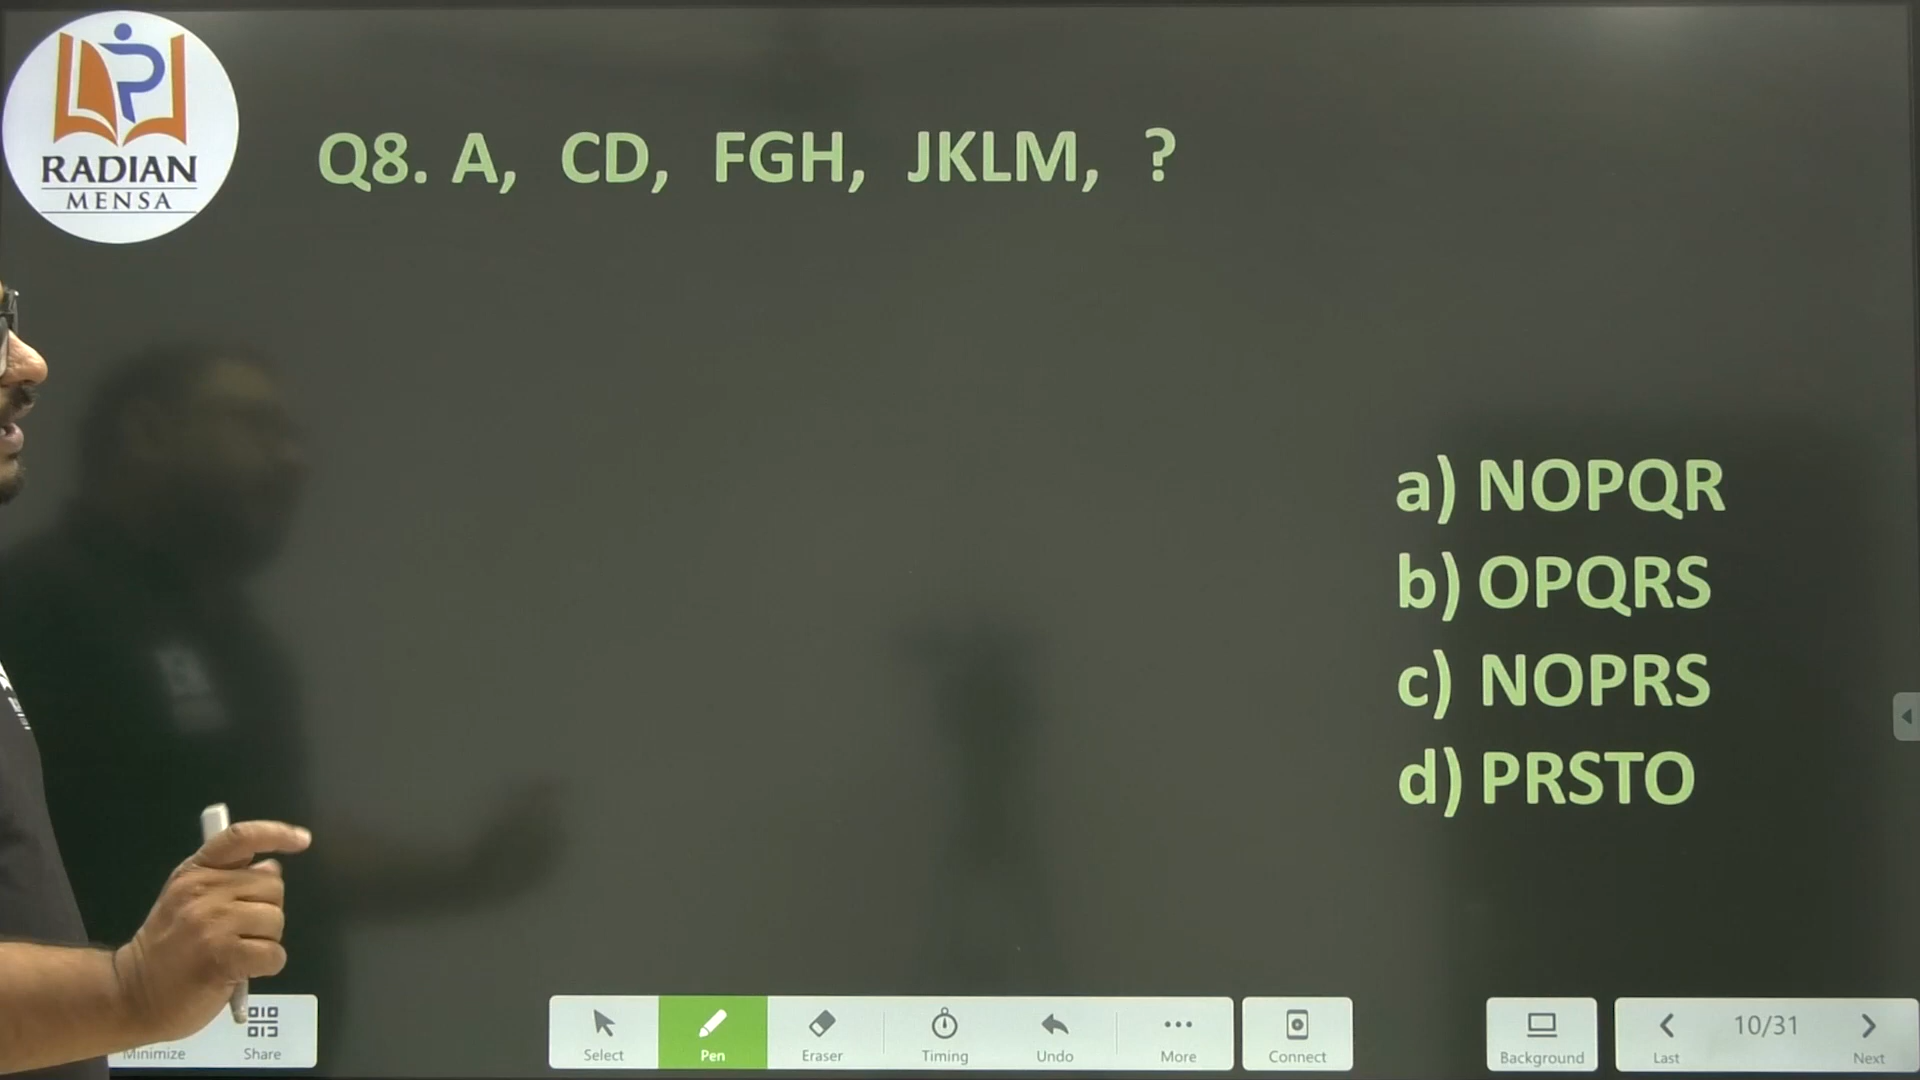 RADIAN
MENSA
Q8. A, CD, FGH, JKLM, ?
a) NOPQR
b) OPQRS
c) NOPRS
d) PRSTO
Minimize
Share
Select
Pen
Eraser
Timing
Undo
More
Connect
Background
Last
10/31
Next